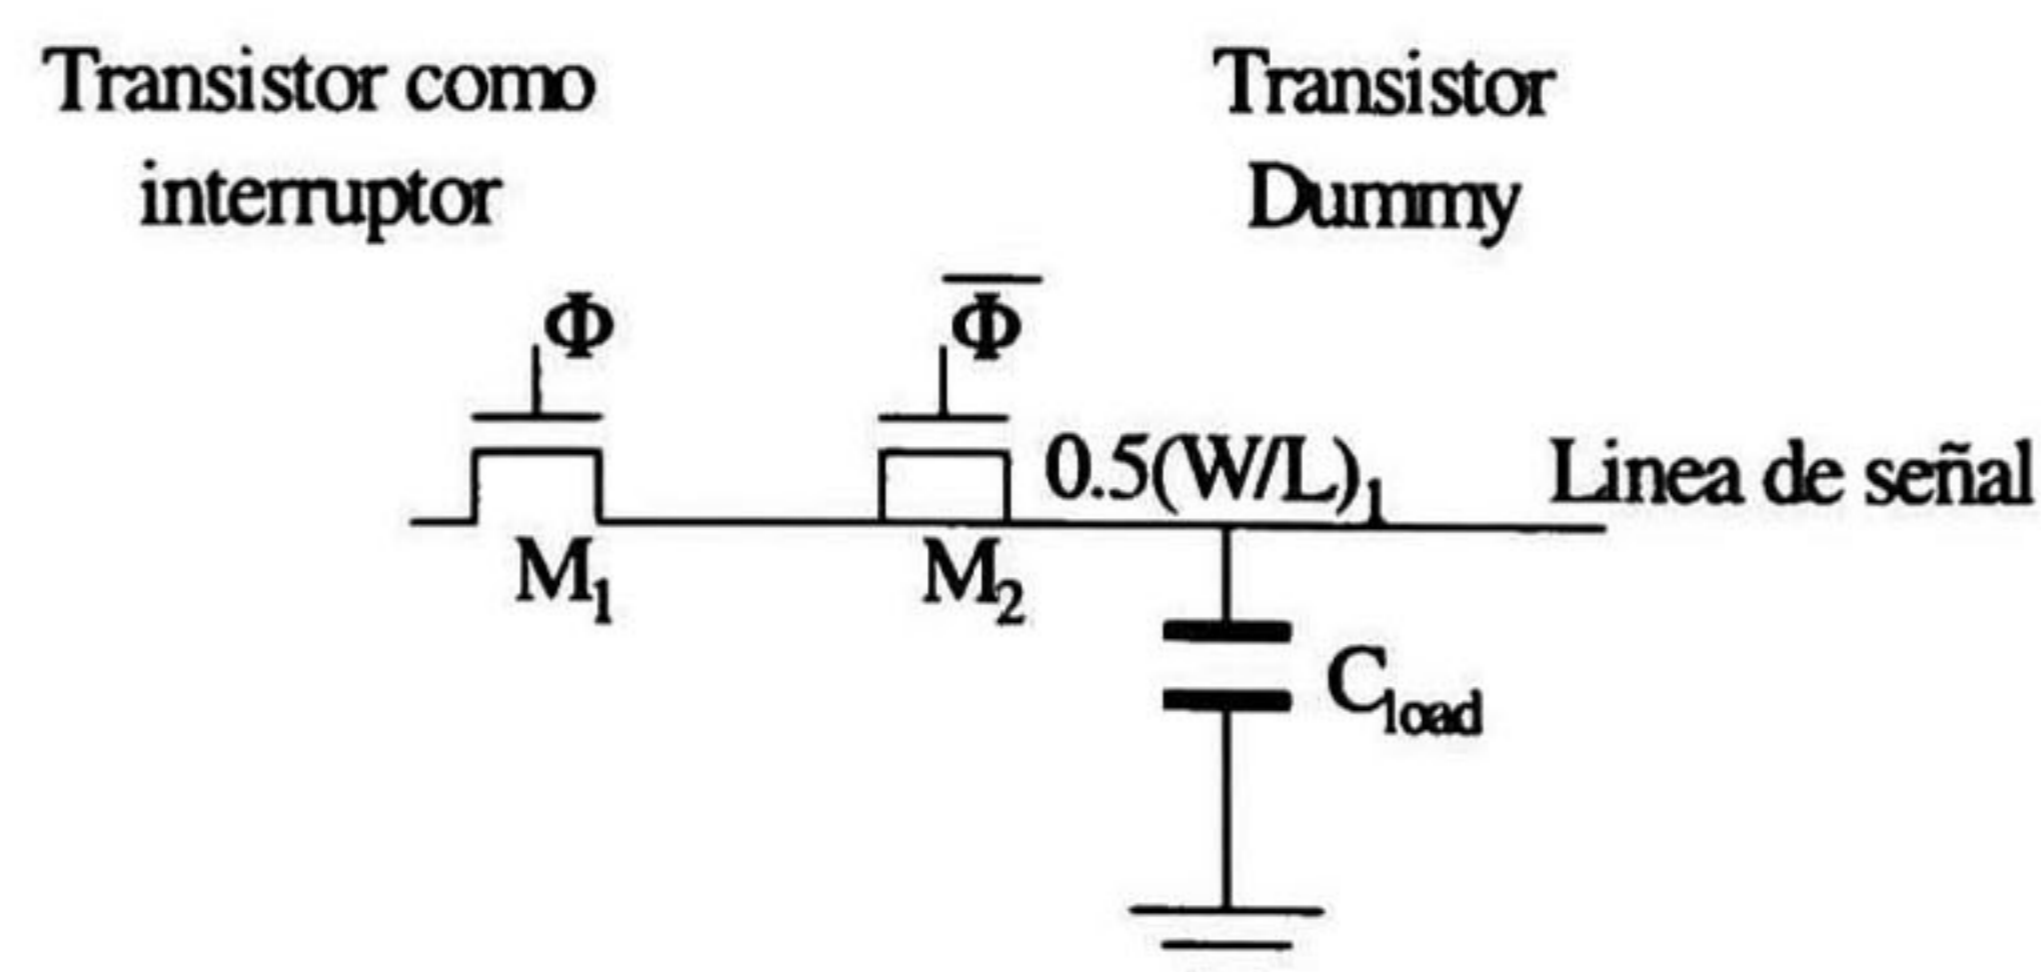 Transistor como
interruptor
Transistor
Dummy
Φ
Φ̅
0.5(W/L)₁
Linea de señal
M₁
M₂
Cload